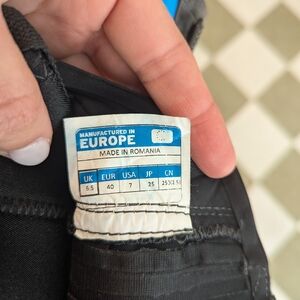 MANUFACTURED IN
EUROPE
MADE IN ROMANIA
UK EUR USA JP CN
6.5 40 7 25